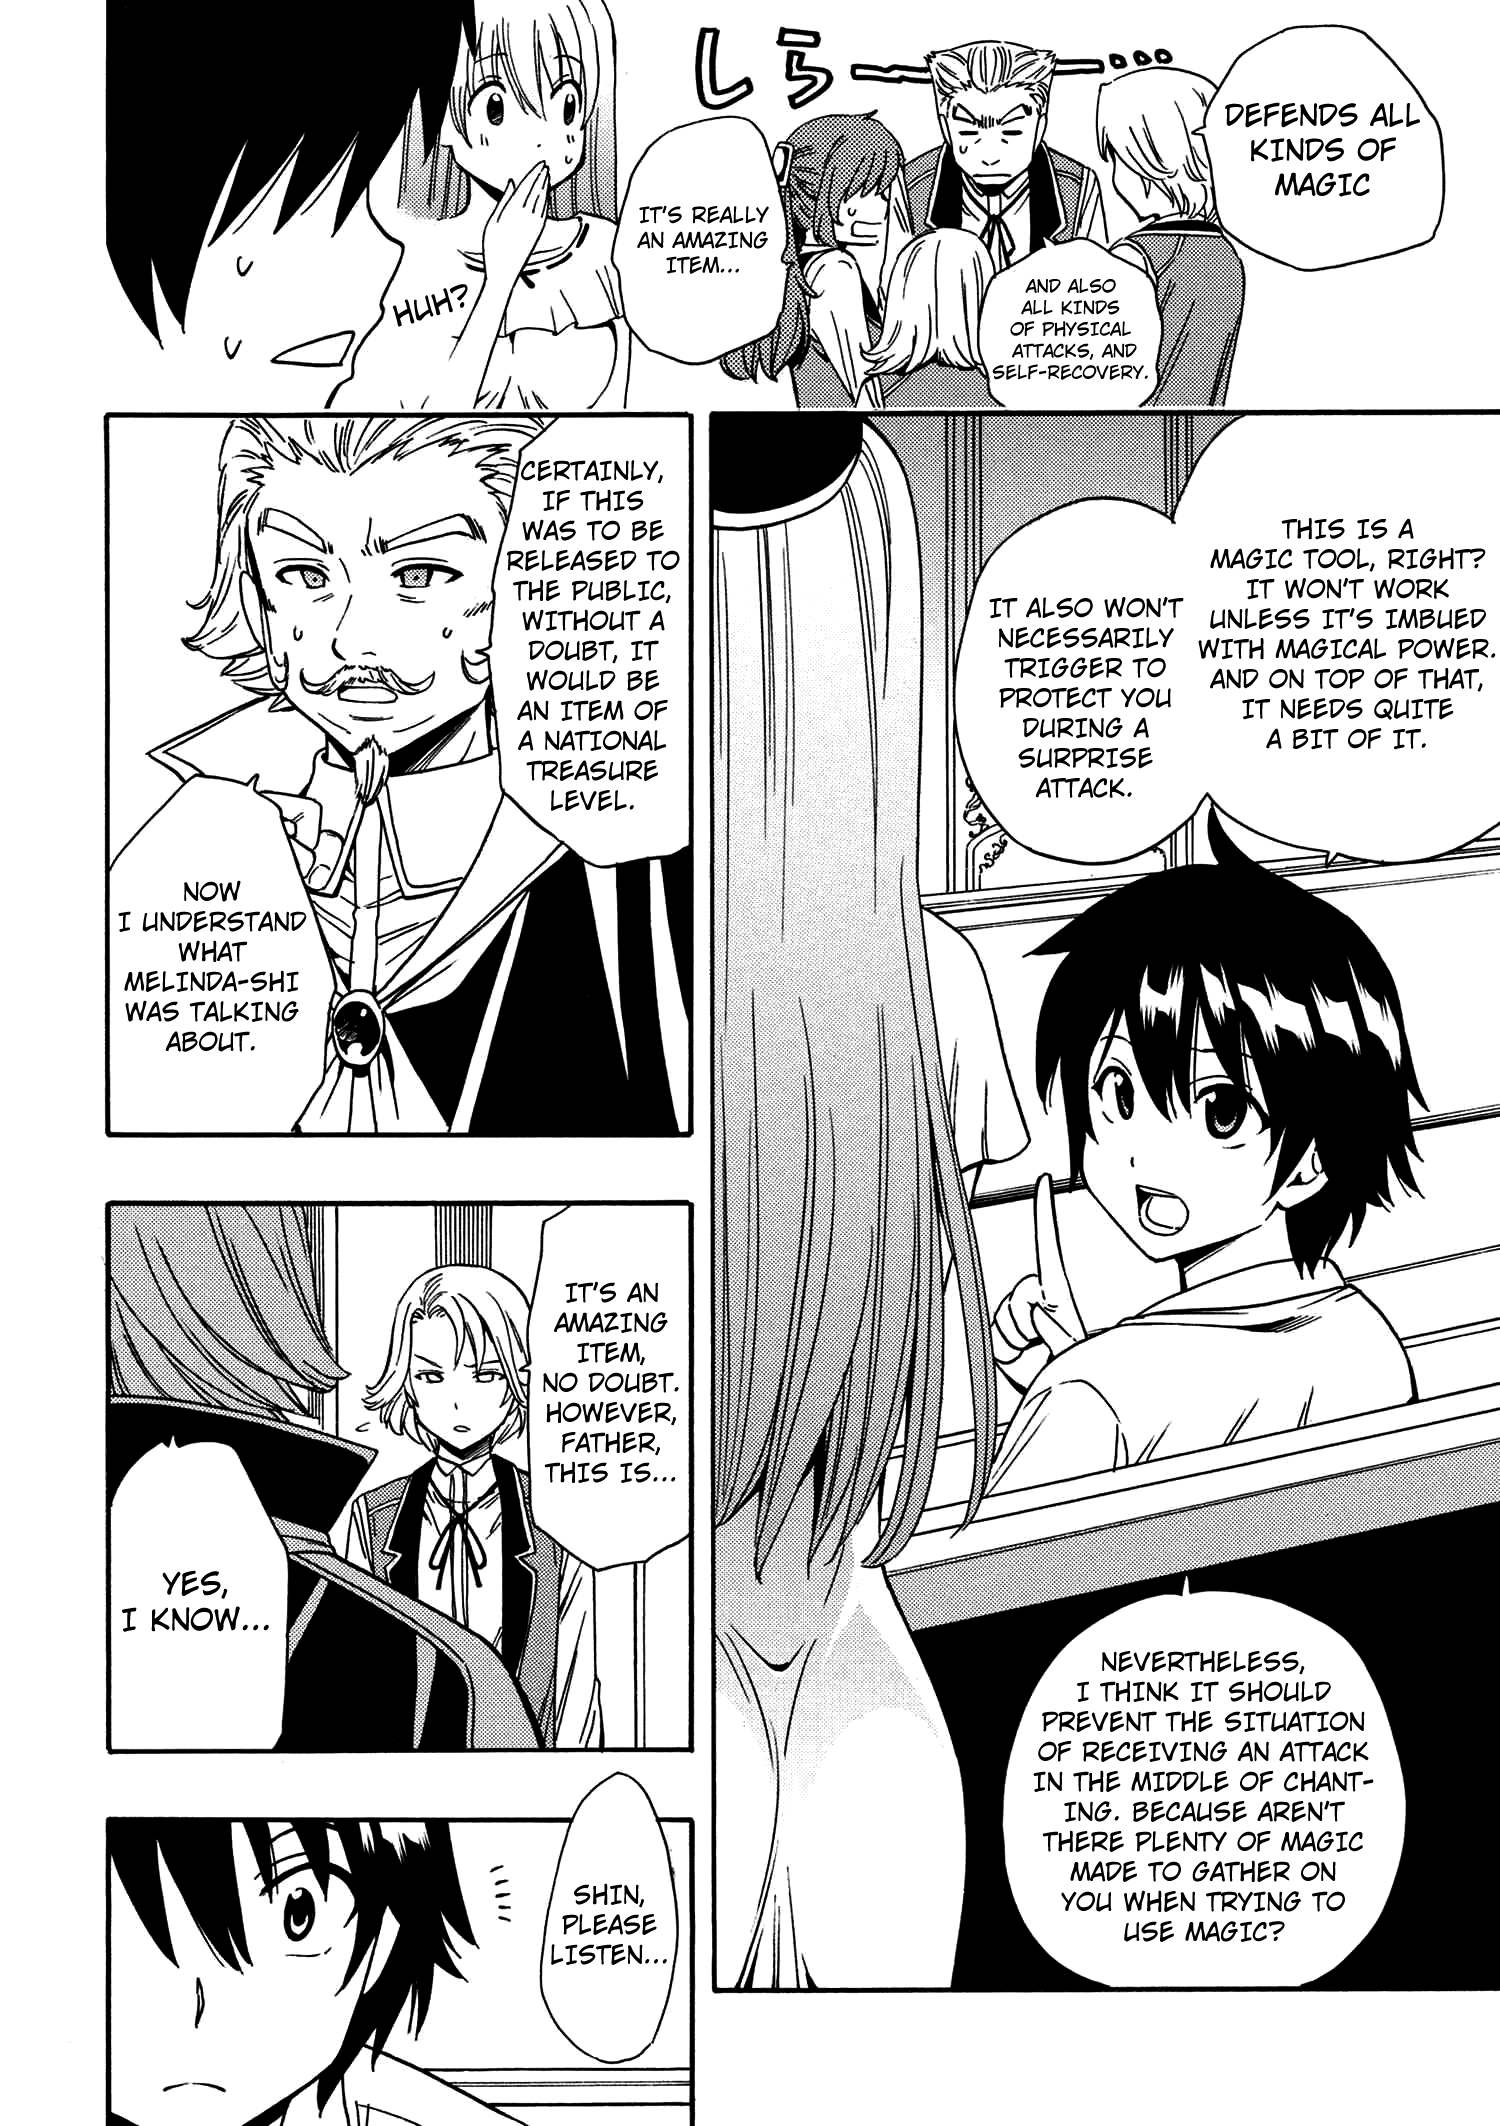 DEFENDS ALL
KINDS OF
MAGIC
しらーーー…
AND ALSO
ALL KINDS
OF PHYSICAL
ATTACKS, AND
SELF-RECOVERY.
IT'S REALLY
AN AMAZING
ITEM...
HUH?
THIS IS A
MAGIC TOOL, RIGHT?
IT WON'T WORK
UNLESS IT'S IMBUED
WITH MAGICAL POWER.
AND ON TOP OF THAT,
IT NEEDS QUITE
A BIT OF IT.
IT ALSO WON'T
NECESSARILY
TRIGGER TO
PROTECT YOU
DURING A
SURPRISE
ATTACK.
NEVERTHELESS,
I THINK IT SHOULD
PREVENT THE SITUATION
OF RECEIVING AN ATTACK
IN THE MIDDLE OF CHANT-
ING. BECAUSE AREN'T
THERE PLENTY OF MAGIC
MADE TO GATHER ON
YOU WHEN TRYING TO
USE MAGIC?
CERTAINLY,
IF THIS
WAS TO BE
RELEASED TO
THE PUBLIC,
WITHOUT A
DOUBT, IT
WOULD BE
AN ITEM OF
A NATIONAL
TREASURE
LEVEL.
NOW
I UNDERSTAND
WHAT
MELINDA-SHI
WAS TALKING
ABOUT.
IT'S AN
AMAZING
ITEM,
NO DOUBT.
HOWEVER,
FATHER,
THIS IS...
YES,
I KNOW...
SHIN,
PLEASE
LISTEN...